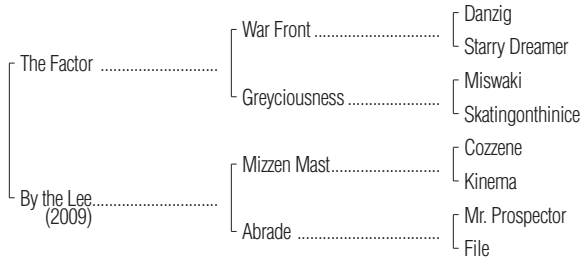 Danzig
War Front ..........................
Starry Dreamer
The Factor .........................
Miswaki
Greyciousness ...................
Skatingonthinice
Cozzene
Mizzen Mast.......................
Kinema
By the Lee..........................
(2009)
Mr. Prospector
Abrade ..............................
File